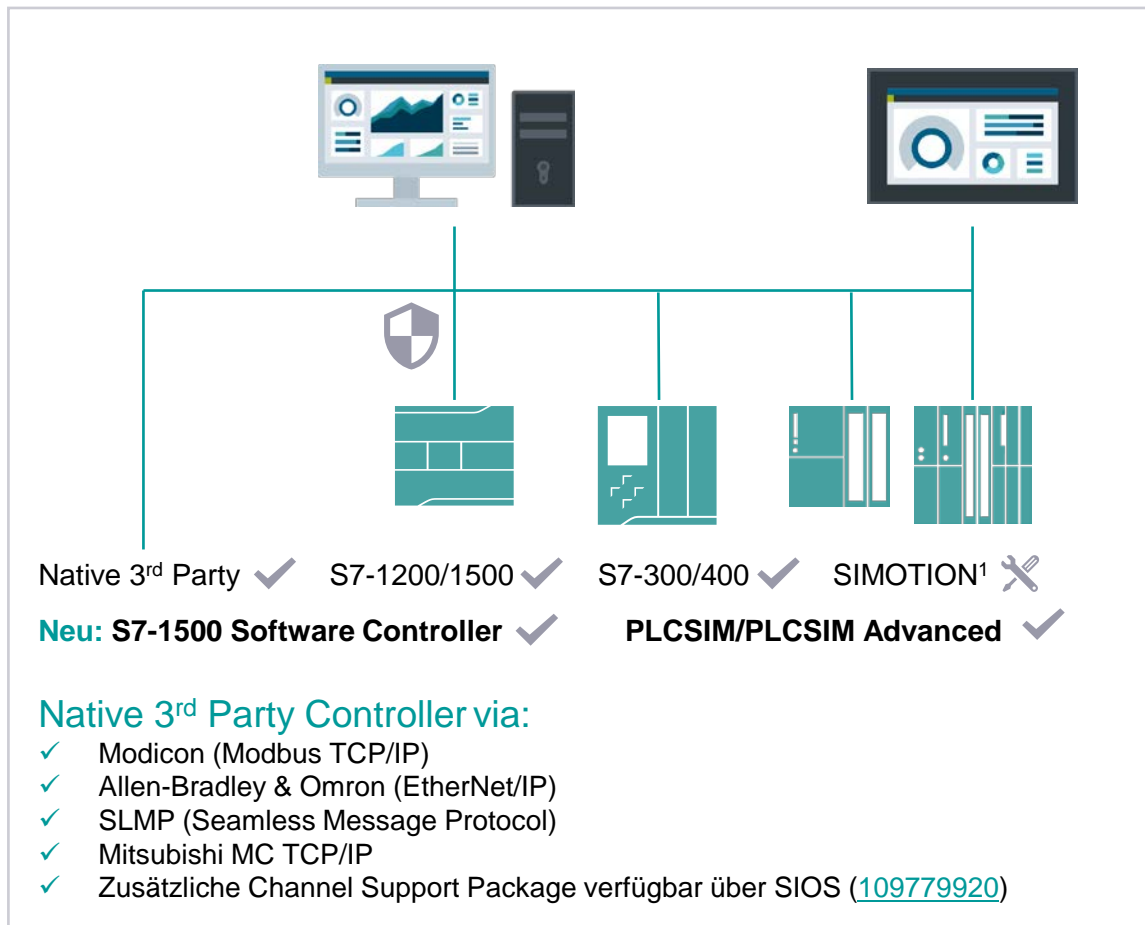 Native 3rd Party S7-1200/1500 S7-300/400 SIMOTION1
Neu: S7-1500 Software Controller PLCSIM/PLCSIM Advanced
Native 3rd Party Controller via:
Modicon (Modbus TCP/IP)
Allen-Bradley & Omron (EtherNet/IP)
SLMP (Seamless Message Protocol)
Mitsubishi MC TCP/IP
Zusätzliche Channel Support Package verfügbar über SIOS (109779920)